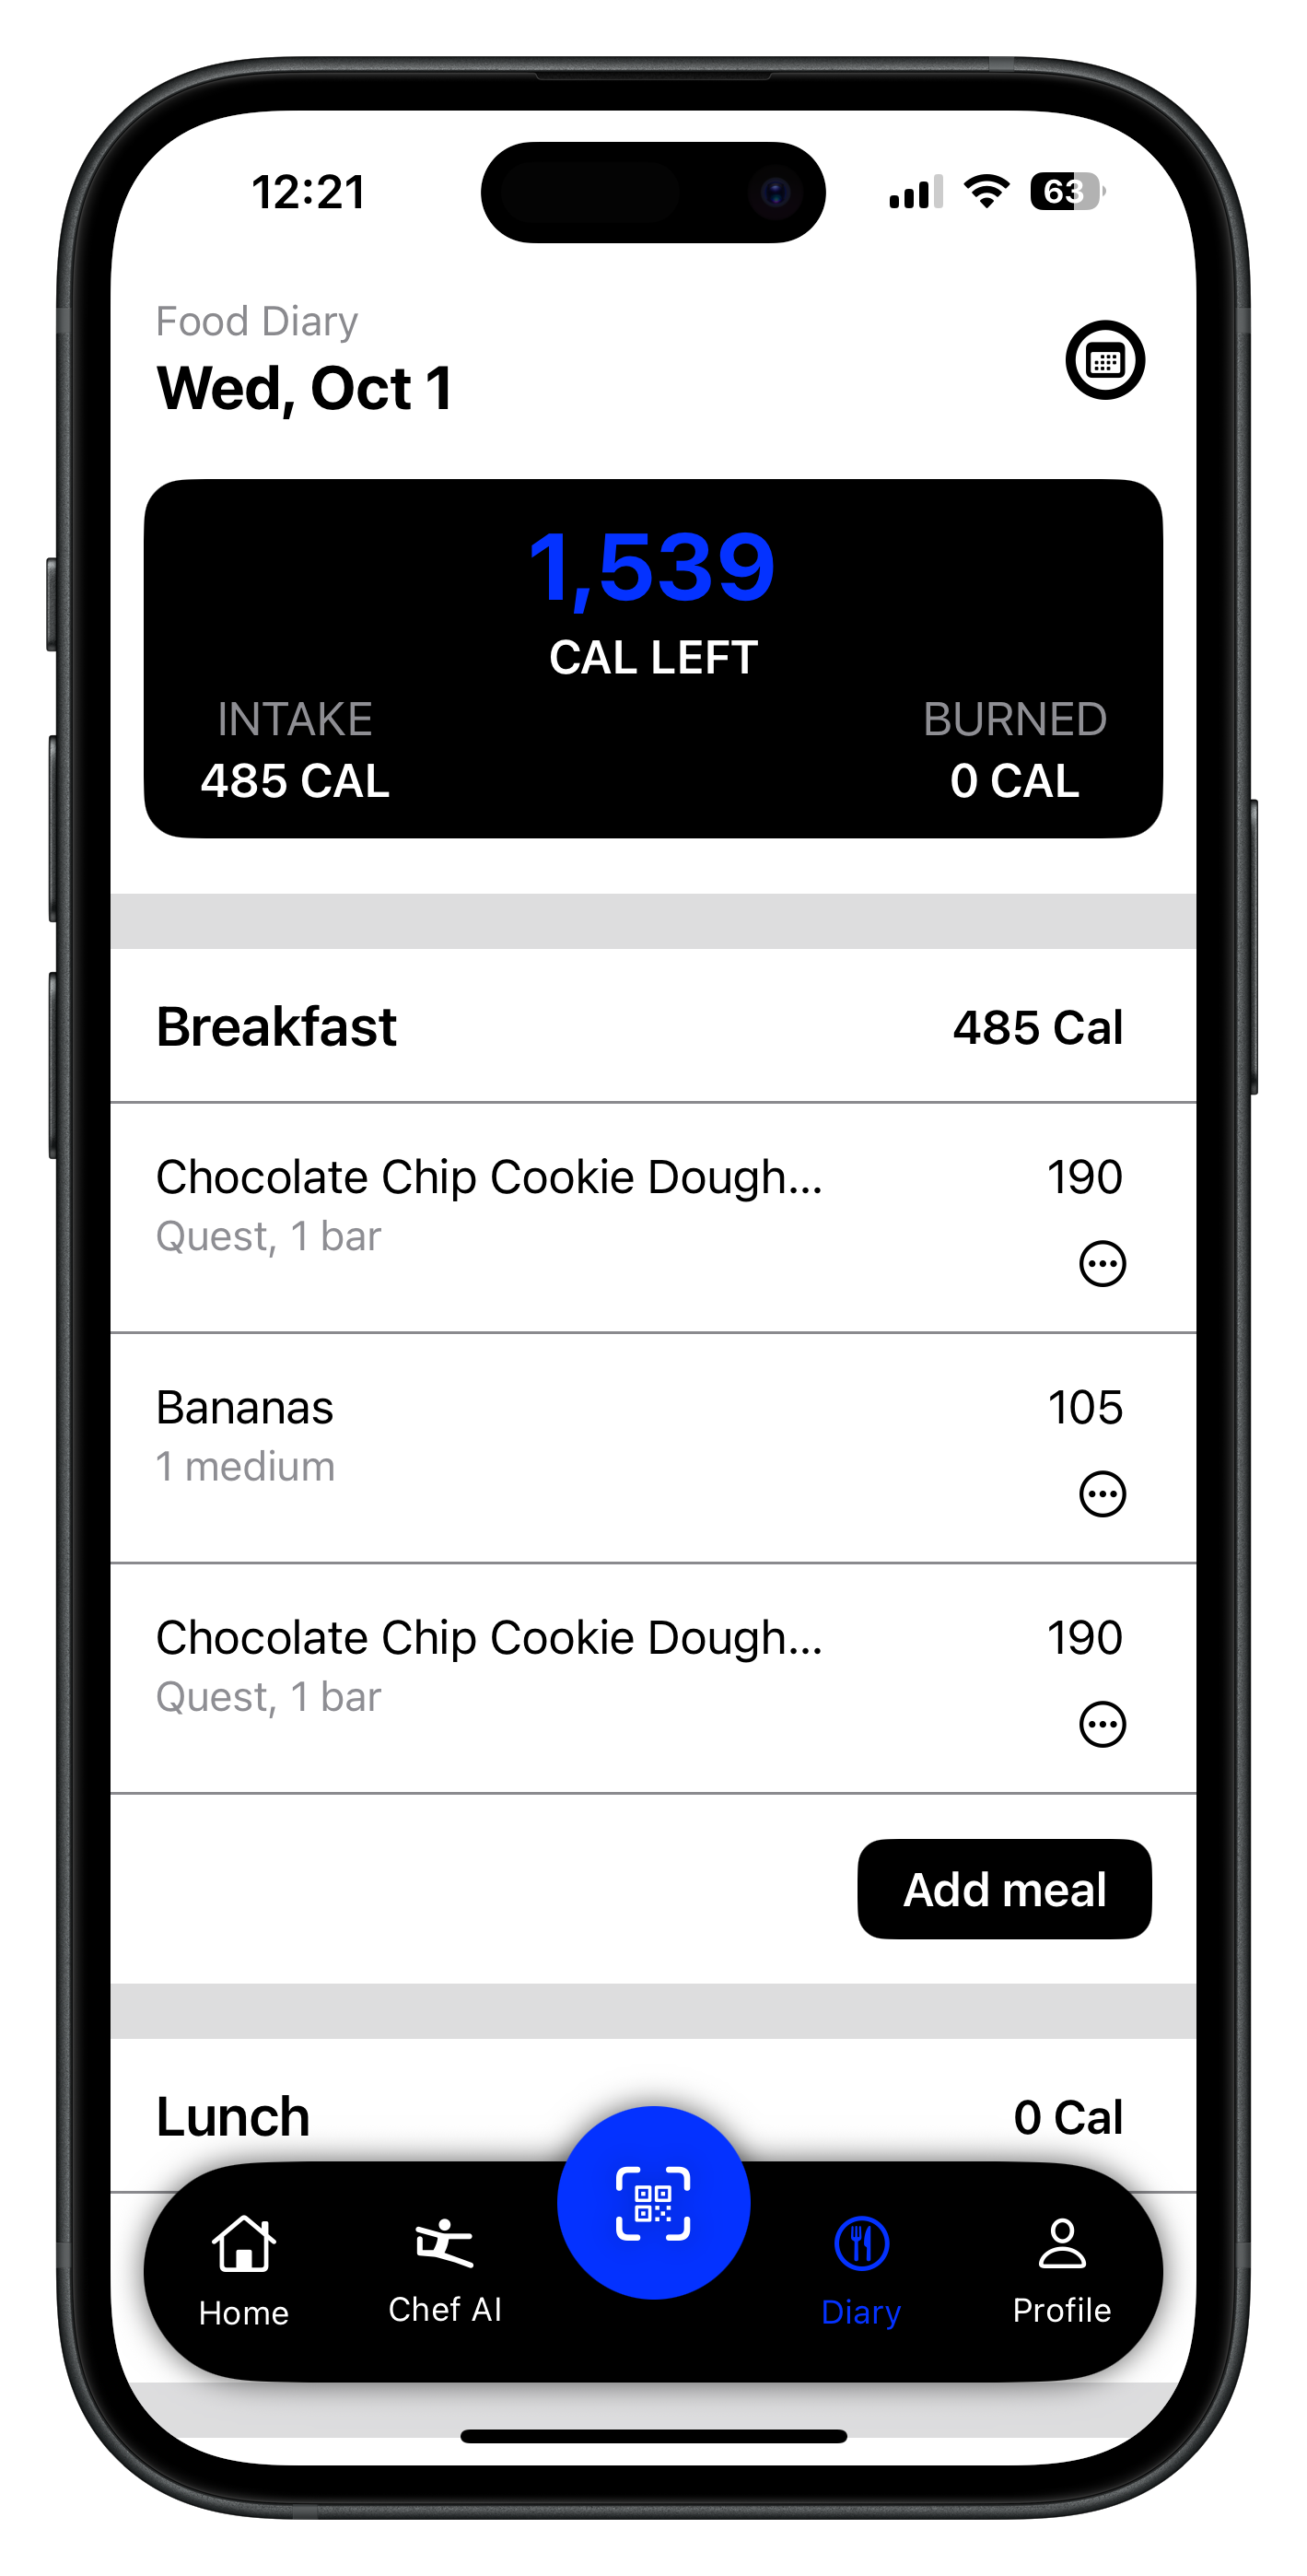 12:21
63
Food Diary
Wed, Oct 1
1,539
CAL LEFT
INTAKE
BURNED
485 CAL
0 CAL
Breakfast
485 Cal
Chocolate Chip Cookie Dough...
190
Quest, 1 bar
Bananas
105
1 medium
Chocolate Chip Cookie Dough...
190
Quest, 1 bar
Add meal
Lunch
0 Cal
Home
Chef AI
Diary
Profile